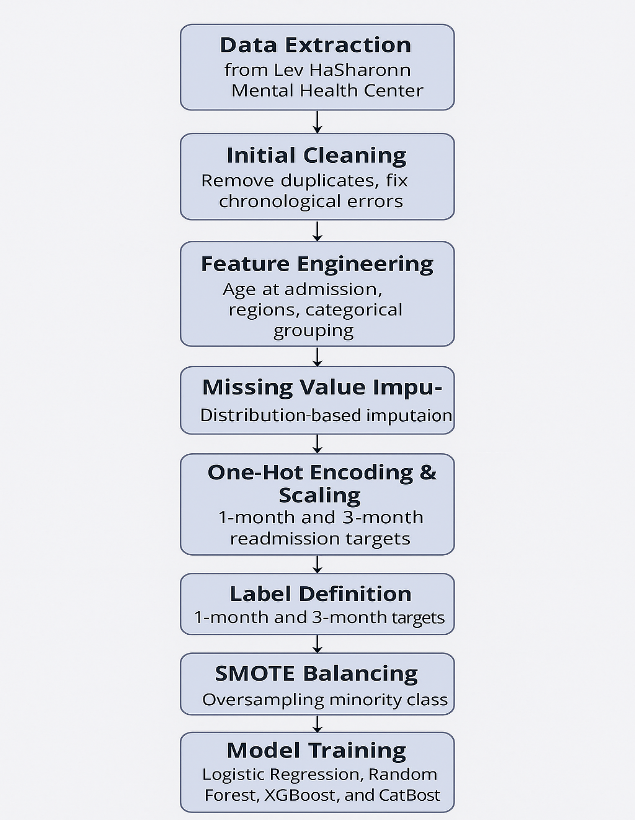 Data Extraction
from Lev HaSharonn
Mental Health Center
Initial Cleaning
Remove duplicates, fix
chronological errors
Feature Engineering
Age at admission,
regions, categorical
grouping
Missing Value Impu-
Distribution-based imputaion
One-Hot Encoding &
Scaling
1-month and 3-month
readmission targets
Label Definition
1-month and 3-month targets
SMOTE Balancing
Oversampling minority class
Model Training
Logistic Regression, Random
Forest, XGBoost, and CatBost